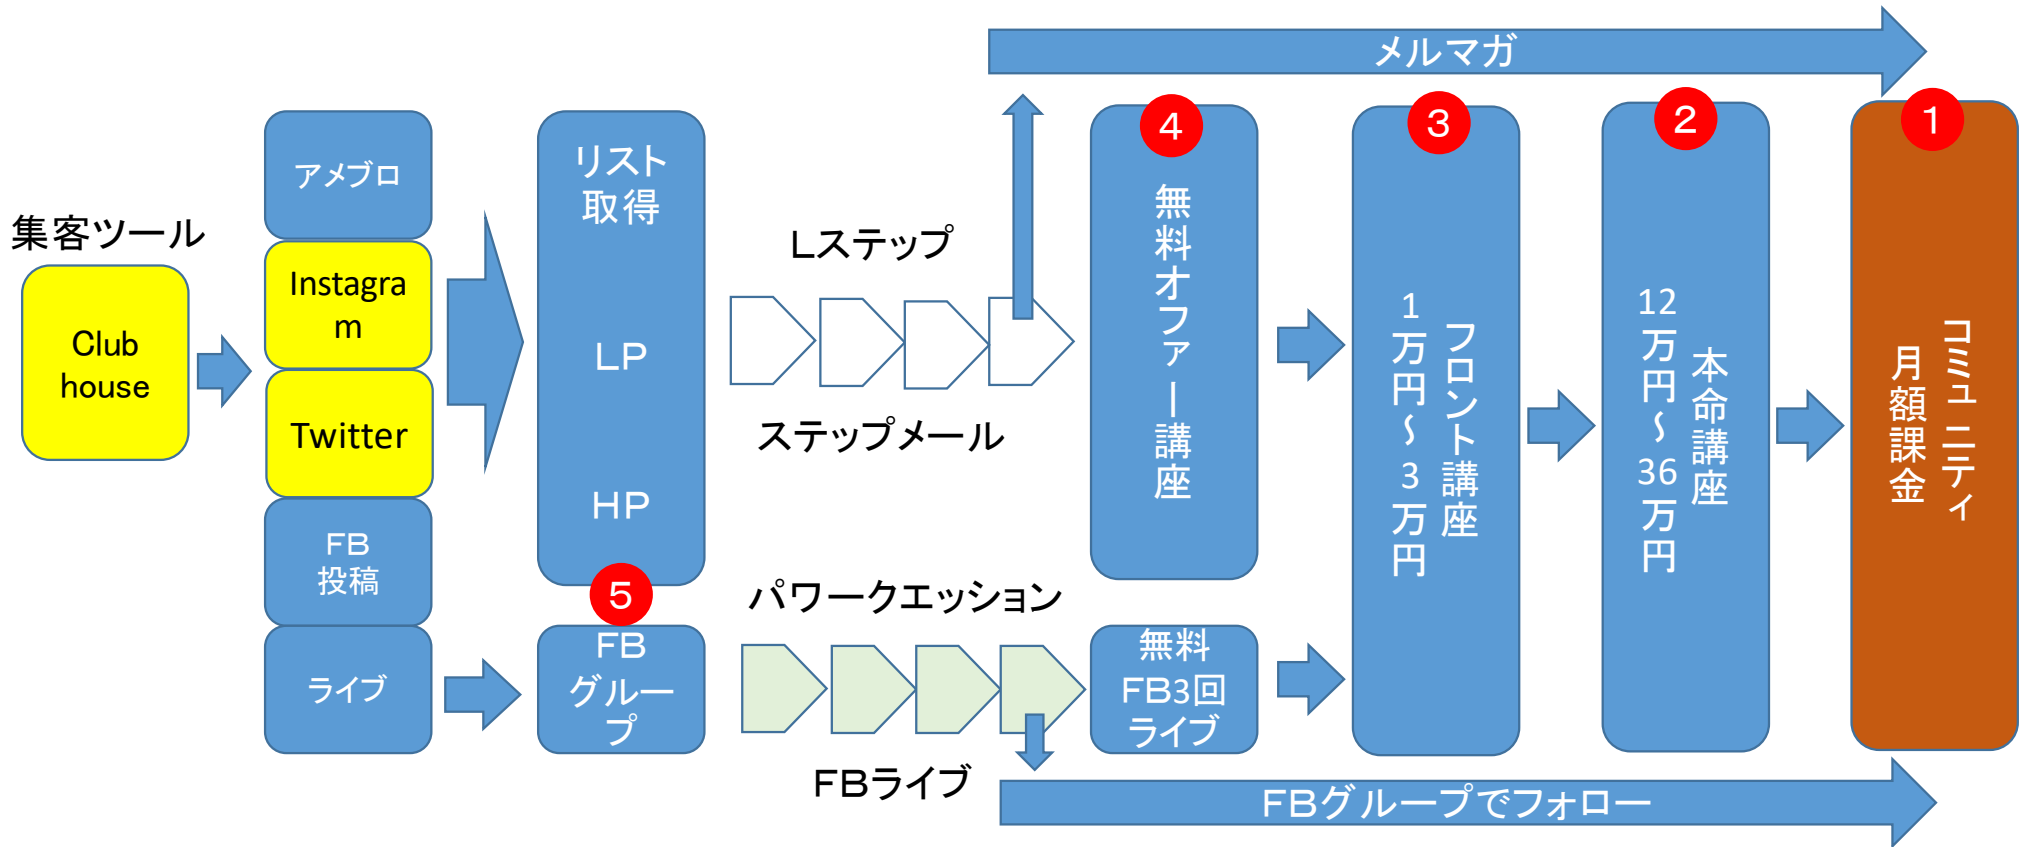 メルマガ
集客ツール
Club
house
アメブロ
Instagra
m
Twitter
FB
投稿
ライブ
リスト
取得
LP
HP
5
FB
グルー
プ
Lステップ
ステップメール
パワークエッション
FBライブ
4
無料オファー講座
無料
FB3回
ライブ
3
フロント講座
1万円~3万円
2
本命講座
12万円~36万円
1
コミュニティ
月額課金
FBグループでフォロー